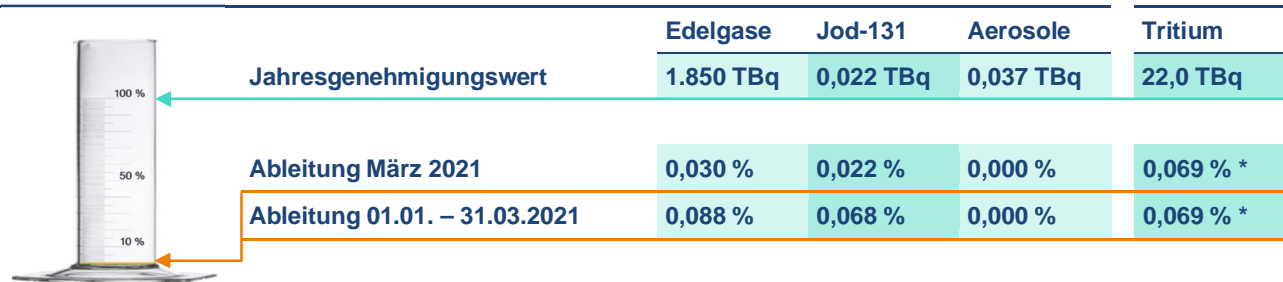 Edelgase Jod-131 Aerosole Tritium
Jahresgenehmigungswert 1.850 TBq 0,022 TBq 0,037 TBq 22,0 TBq
100 %
Ableitung März 2021 0,030 % 0,022 % 0,000 % 0,069 % *
50 %
Ableitung 01.01. – 31.03.2021 0,088 % 0,068 % 0,000 % 0,069 % *
10 %